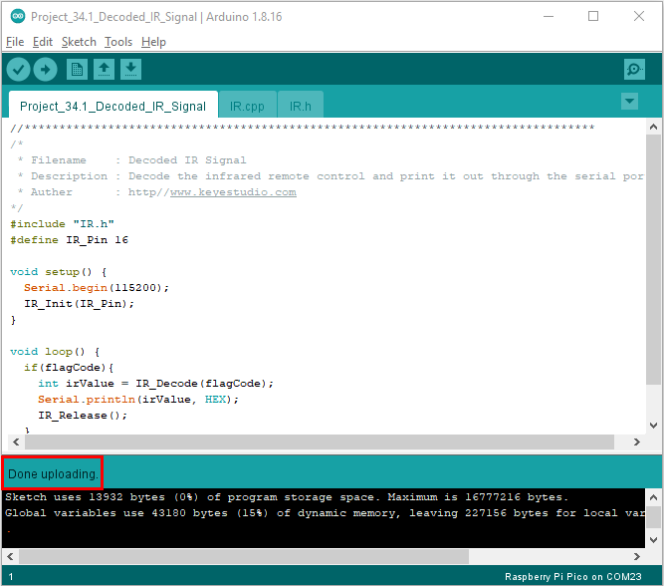 Project_34.1_Decoded_IR_Signal | Arduino 1.8.16
File Edit Sketch Tools Help
Project_34.1_Decoded_IR_Signal IR.cpp IR.h
//**********************************************************************************
/*
 * Filename    : Decoded IR Signal
 * Description : Decode the infrared remote control and print it out through the serial por
 * Auther      : http//www.keyestudio.com
*/
#include "IR.h"
#define IR_Pin 16
void setup() {
  Serial.begin(115200);
  IR_Init(IR_Pin);
}
void loop() {
  if(flagCode){
    int irValue = IR_Decode(flagCode);
    Serial.println(irValue, HEX);
    IR_Release();
  }
Done uploading.
Sketch uses 13932 bytes (0%) of program storage space. Maximum is 16777216 bytes.
Global variables use 43180 bytes (15%) of dynamic memory, leaving 227156 bytes for local var
.
1 Raspberry Pi Pico on COM23